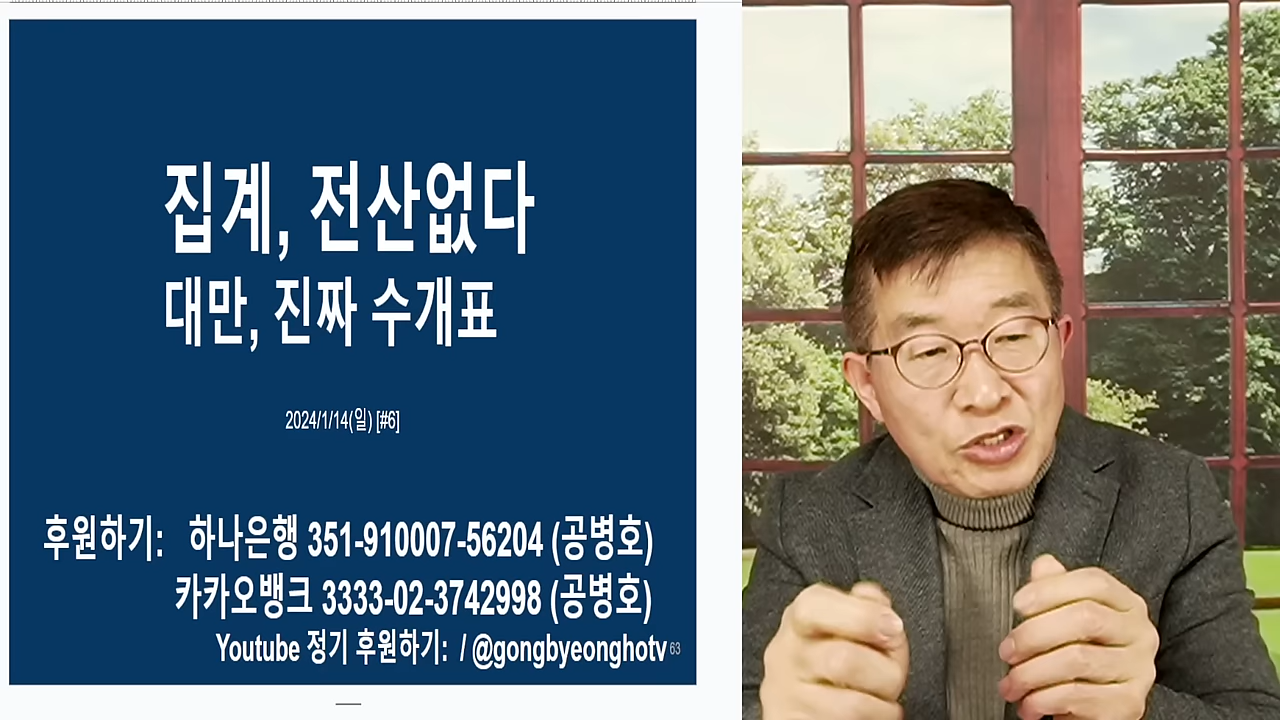 집계, 전산없다
대만, 진짜 수개표
2024/1/14(일) [#6]
후원하기: 하나은행 351-910007-56204 (공병호)
카카오뱅크 3333-02-3742998 (공병호)
Youtube 정기 후원하기: / @gongbyeonghotv
63